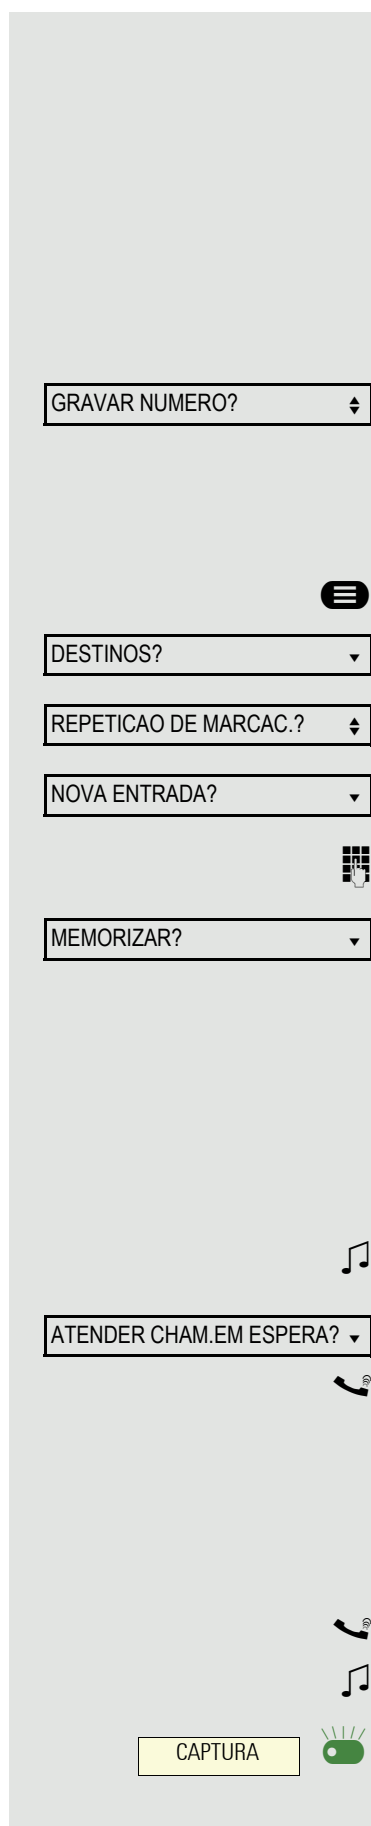 GRAVAR NUMERO?
DESTINOS?
REPETICAO DE MARCAC.?
NOVA ENTRADA?
MEMORIZAR?
ATENDER CHAM.EM ESPERA?
CAPTURA